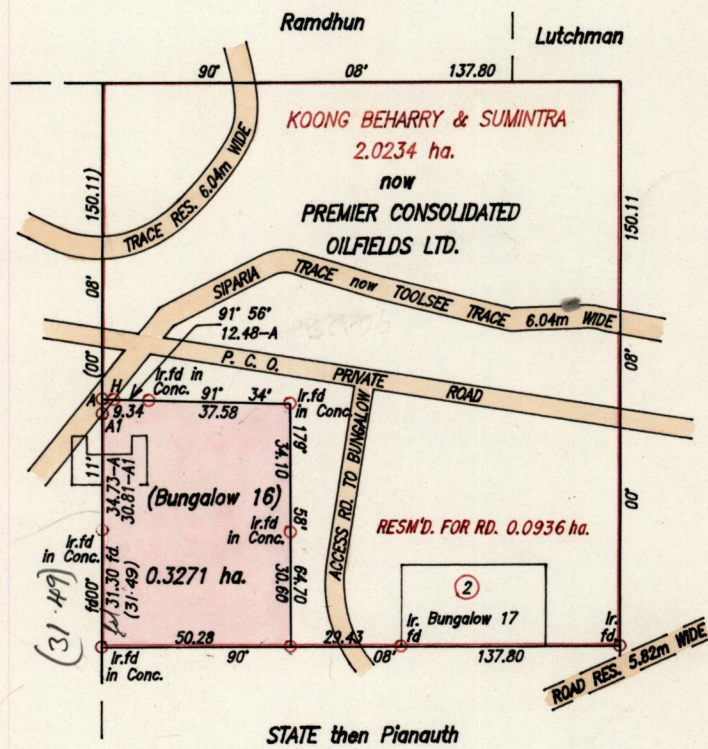 Ramdhun
Lutchman
90° 08' 137.80
KOONG BEHARRY & SUMINTRA
2.0234 ha.
now
PREMIER CONSOLIDATED
OILFIELDS LTD.
150.11)
08'
(00°
150.11
08'
00'
TRACE RES. 6.04m WIDE
SIPARIA TRACE now TOOLSEE TRACE 6.04m WIDE
91° 56'
12.48-A
P. C. O. PRIVATE ROAD
Ir.fd in
Conc.
A H
91° 34'
9.34 37.58
A1
Ir.fd
in Conc.
179° 58'
34.10
11'
34.73-A
30.81-A1
(Bungalow 16)
Ir.fd
in Conc.
Ir.fd
in Conc.
0.3271 ha.
30.60
64.70
ACCESS RD. TO BUNGALOW
RESM'D. FOR RD. 0.0936 ha.
fd00°
31.30 fd
(31.49)
(31.49)
2
Ir.
fd
Bungalow 17
Ir.
fd
50.28
90°
29.43
08'
137.80
Ir.fd
in Conc.
ROAD RES. 5.82m WIDE
STATE then Pianauth